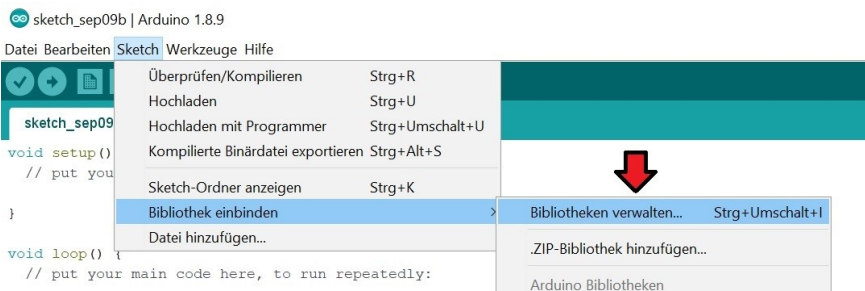 sketch_sep09b | Arduino 1.8.9
Datei Bearbeiten Sketch Werkzeuge Hilfe
Überprüfen/Kompilieren Strg+R
Hochladen Strg+U
Hochladen mit Programmer Strg+Umschalt+U
Kompilierte Binärdatei exportieren Strg+Alt+S
Sketch-Ordner anzeigen Strg+K
Bibliothek einbinden
Datei hinzufügen...
Bibliotheken verwalten... Strg+Umschalt+I
.ZIP-Bibliothek hinzufügen...
Arduino Bibliotheken
sketch_sep09
void setup()
// put you
}
void loop() {
// put your main code here, to run repeatedly: